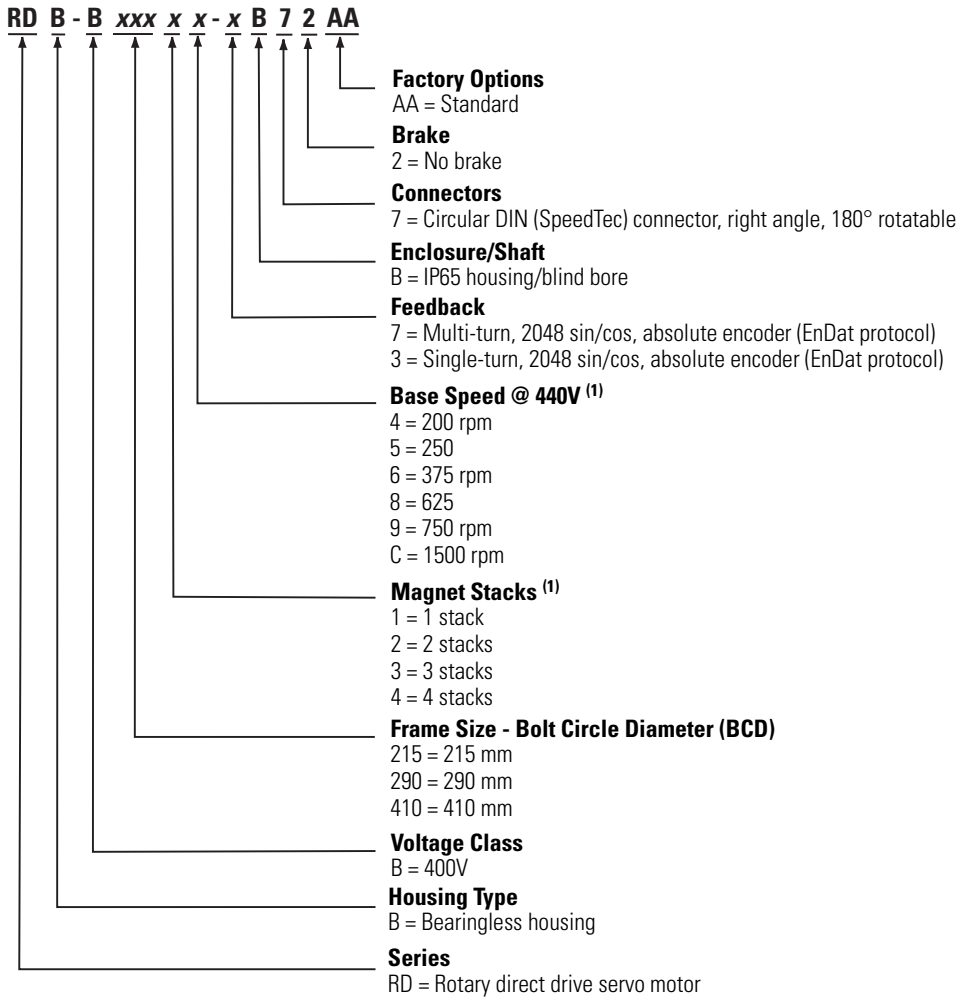 RD B - B xxx x x - x B 7 2 AA
Factory Options
AA = Standard
Brake
2 = No brake
Connectors
7 = Circular DIN (SpeedTec) connector, right angle, 180° rotatable
Enclosure/Shaft
B = IP65 housing/blind bore
Feedback
7 = Multi-turn, 2048 sin/cos, absolute encoder (EnDat protocol)
3 = Single-turn, 2048 sin/cos, absolute encoder (EnDat protocol)
Base Speed @ 440V (1)
4 = 200 rpm
5 = 250
6 = 375 rpm
8 = 625
9 = 750 rpm
C = 1500 rpm
Magnet Stacks (1)
1 = 1 stack
2 = 2 stacks
3 = 3 stacks
4 = 4 stacks
Frame Size - Bolt Circle Diameter (BCD)
215 = 215 mm
290 = 290 mm
410 = 410 mm
Voltage Class
B = 400V
Housing Type
B = Bearingless housing
Series
RD = Rotary direct drive servo motor